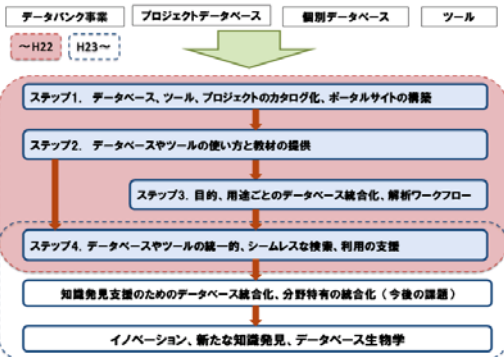 データバンク事業 プロジェクトデータベース 個別データベース ツール
～H22 H23～
ステップ1. データベース、ツール、プロジェクトのカタログ化、ポータルサイトの構築
ステップ2. データベースやツールの使い方と教材の提供
ステップ3. 目的、用途ごとのデータベース統合化、解析ワークフロー
ステップ4. データベースやツールの統一的、シームレスな検索、利用の支援
知識発見支援のためのデータベース統合化、分野特有の統合化（今後の課題）
イノベーション、新たな知識発見、データベース生物学